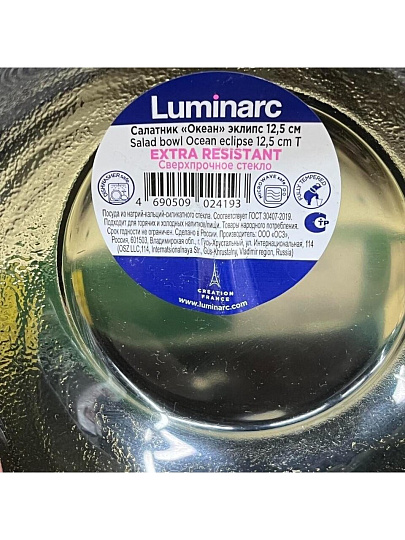 Luminarc
Салатник «Океан» эклипс 12,5 см
Salad bowl Ocean eclipse 12,5 cm T
EXTRA RESISTANT
Сверхпрочное стекло
4 690509 024193
FULLY TEMPERED
Посуда из натрий-кальций-силикатного стекла. Соответствует ГОСТ 30407-2019.
Подходит для горячих и холодных напитков/пищи. Товары народного потребления.
Срок годности не ограничен. Сделано в России. Производитель: ООО «ОСЗ»,
Россия, 601503, Владимирская обл., г. Гусь-Хрустальный, ул. Интернациональная, 114
(OSZ LLC,114, Internatsionalnaya Str., Gus-Khrustalny, Vladimir region, Russia)
CREATION
FRANCE
www.luminarc.com